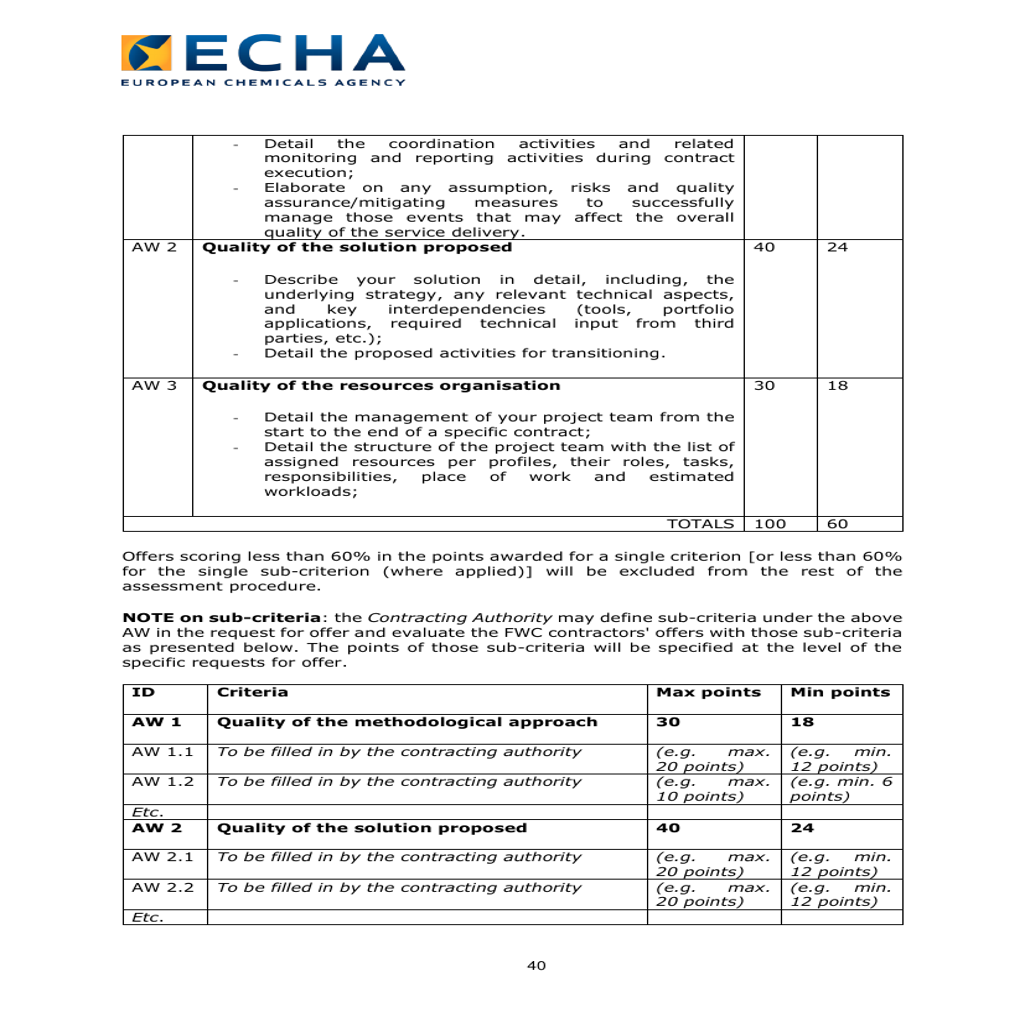 ECHA
EUROPEAN CHEMICALS AGENCY
- Detail the coordination activities and related
monitoring and reporting activities during contract
execution;
- Elaborate on any assumption, risks and quality
assurance/mitigating measures to successfully
manage those events that may affect the overall
quality of the service delivery.
AW 2 Quality of the solution proposed 40 24
- Describe your solution in detail, including, the
underlying strategy, any relevant technical aspects,
and key interdependencies (tools, portfolio
applications, required technical input from third
parties, etc.);
- Detail the proposed activities for transitioning.
AW 3 Quality of the resources organisation 30 18
- Detail the management of your project team from the
start to the end of a specific contract;
- Detail the structure of the project team with the list of
assigned resources per profiles, their roles, tasks,
responsibilities, place of work and estimated
workloads;
TOTALS 100 60
Offers scoring less than 60% in the points awarded for a single criterion [or less than 60%
for the single sub-criterion (where applied)] will be excluded from the rest of the
assessment procedure.
NOTE on sub-criteria: the Contracting Authority may define sub-criteria under the above
AW in the request for offer and evaluate the FWC contractors' offers with those sub-criteria
as presented below. The points of those sub-criteria will be specified at the level of the
specific requests for offer.
ID Criteria Max points Min points
AW 1 Quality of the methodological approach 30 18
AW 1.1 To be filled in by the contracting authority (e.g. max. (e.g. min.
20 points) 12 points)
AW 1.2 To be filled in by the contracting authority (e.g. max. (e.g. min. 6
10 points) points)
Etc.
AW 2 Quality of the solution proposed 40 24
AW 2.1 To be filled in by the contracting authority (e.g. max. (e.g. min.
20 points) 12 points)
AW 2.2 To be filled in by the contracting authority (e.g. max. (e.g. min.
20 points) 12 points)
Etc.
40